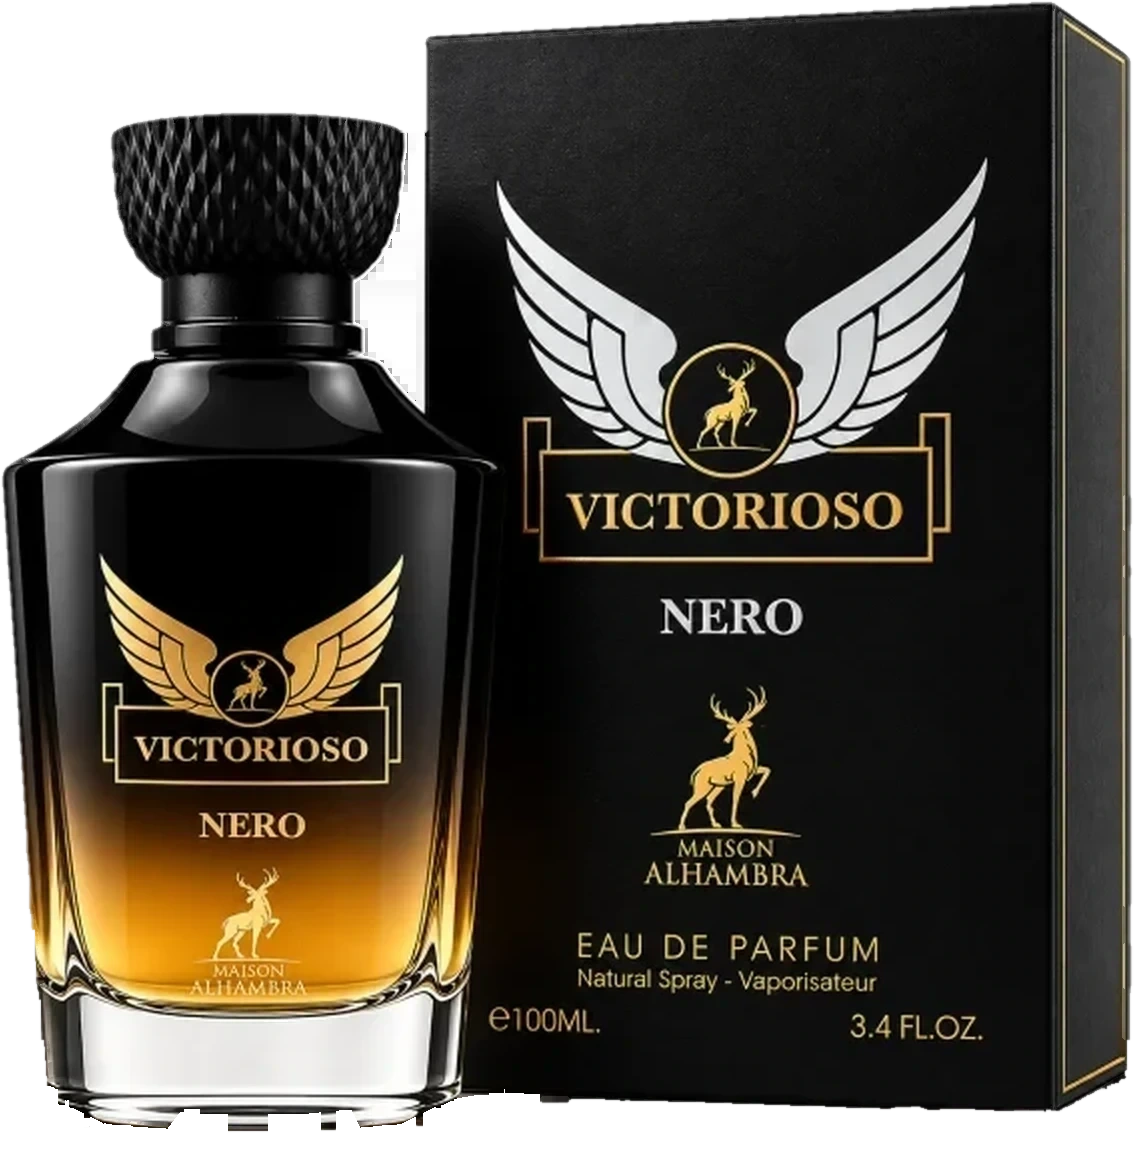 VICTORIOSO
NERO
MAISON
ALHAMBRA
VICTORIOSO
NERO
MAISON
ALHAMBRA
EAU DE PARFUM
Natural Spray - Vaporisateur
e100ML.
3.4 FL.OZ.